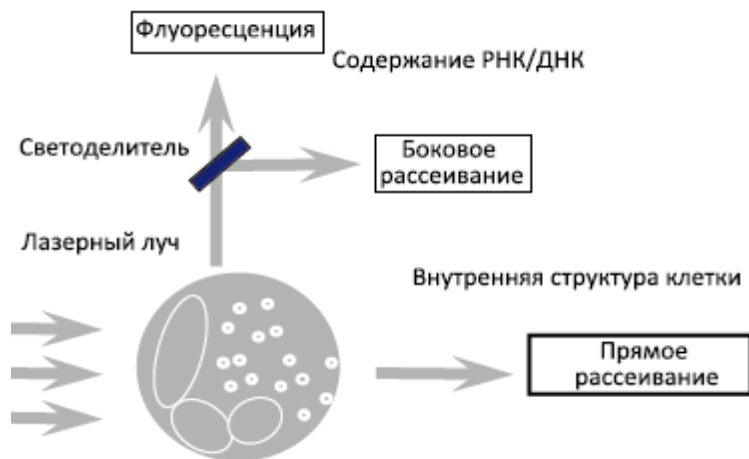 Флуоресценция
Содержание РНК/ДНК
Светоделитель
Боковое
рассеивание
Лазерный луч
Внутренняя структура клетки
Прямое
рассеивание